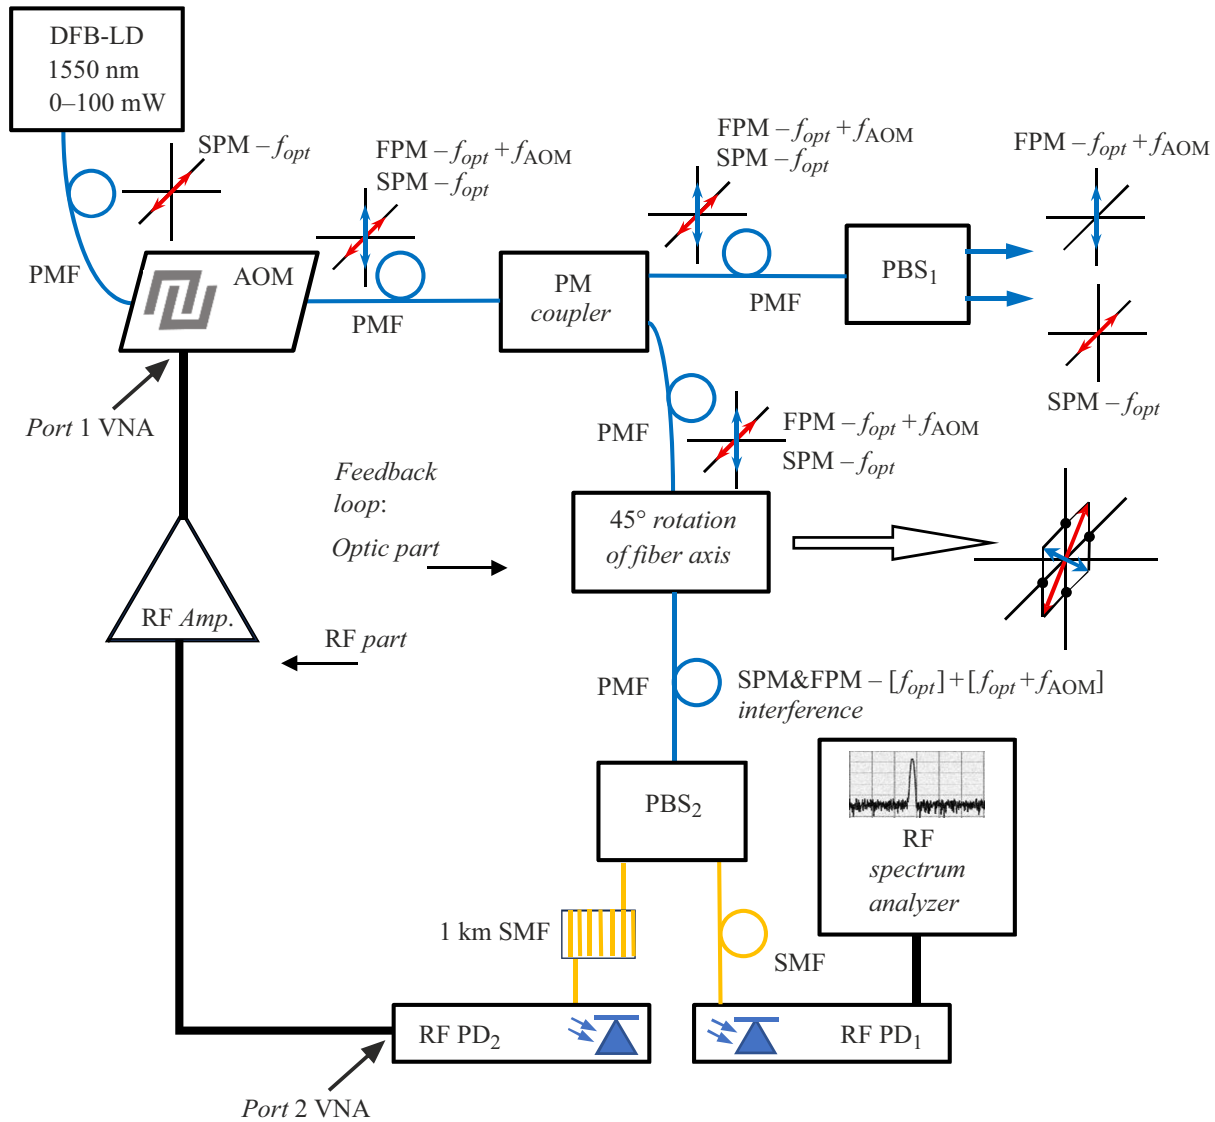 DFB-LD
1550 nm
0–100 mW
SPM – fopt
FPM – fopt + fAOM
SPM – fopt
FPM – fopt + fAOM
SPM – fopt
FPM – fopt + fAOM
PMF
AOM
PMF
PM
coupler
PMF
PBS1
SPM – fopt
Port 1 VNA
PMF
FPM – fopt + fAOM
SPM – fopt
Feedback
loop:
Optic part
45° rotation
of fiber axis
RF Amp.
RF part
PMF
SPM&FPM – [fopt] + [fopt + fAOM]
interference
PBS2
RF
spectrum
analyzer
1 km SMF
SMF
RF PD2
RF PD1
Port 2 VNA